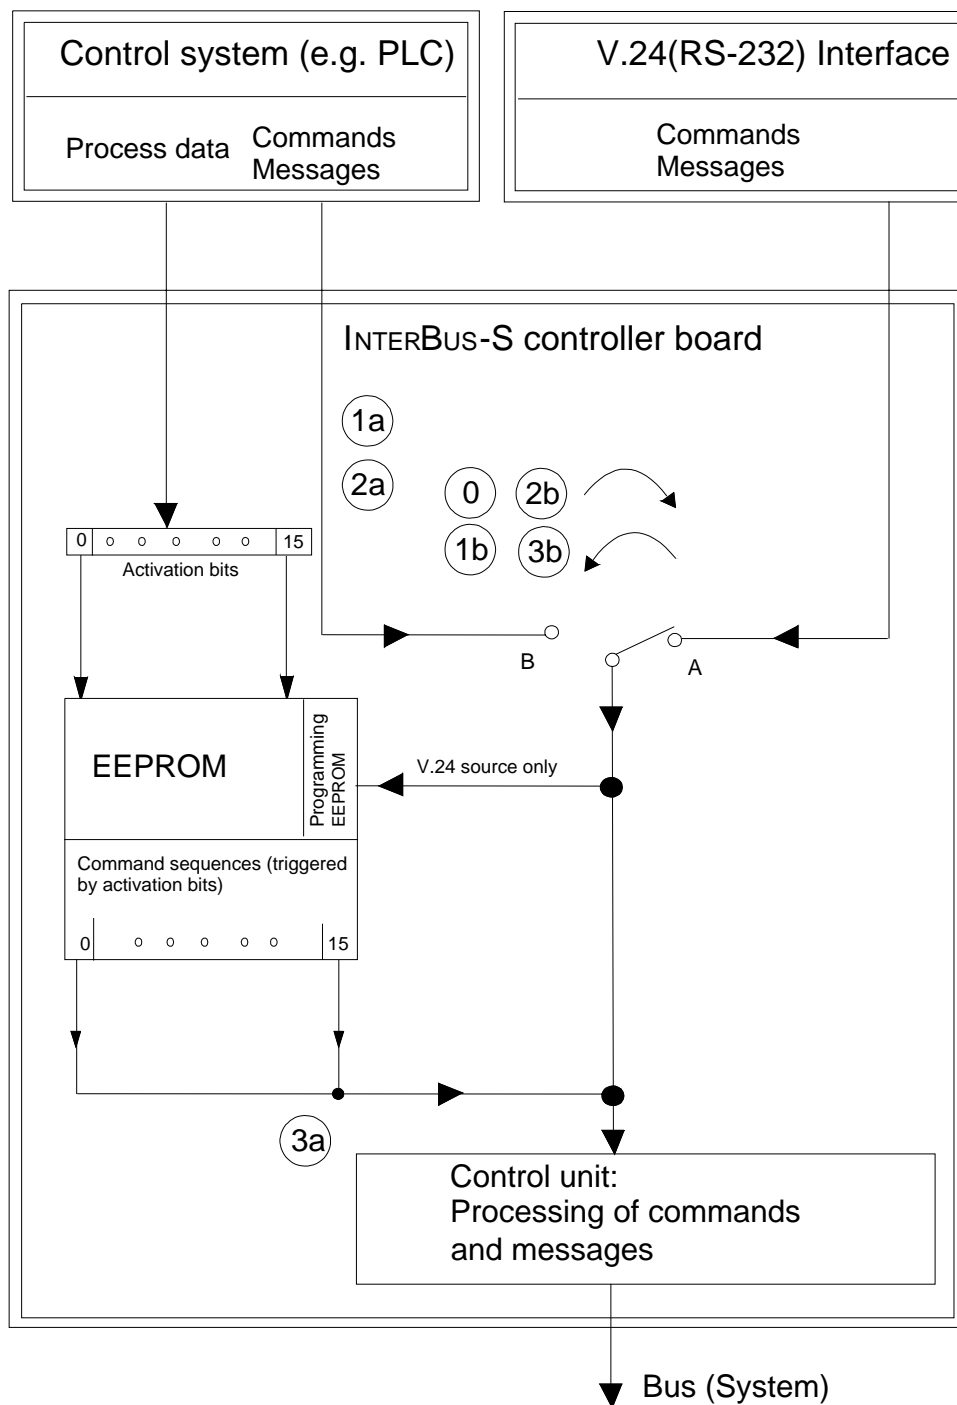 Control system (e.g. PLC)
Process data
Commands
Messages
V.24(RS-232) Interface
Commands
Messages
INTERBUS-S controller board
1a
2a
0
2b
1b
3b
0
15
Activation bits
B
A
EEPROM
Programming
EEPROM
V.24 source only
Command sequences (triggered
by activation bits)
0
15
3a
Control unit:
Processing of commands
and messages
Bus (System)